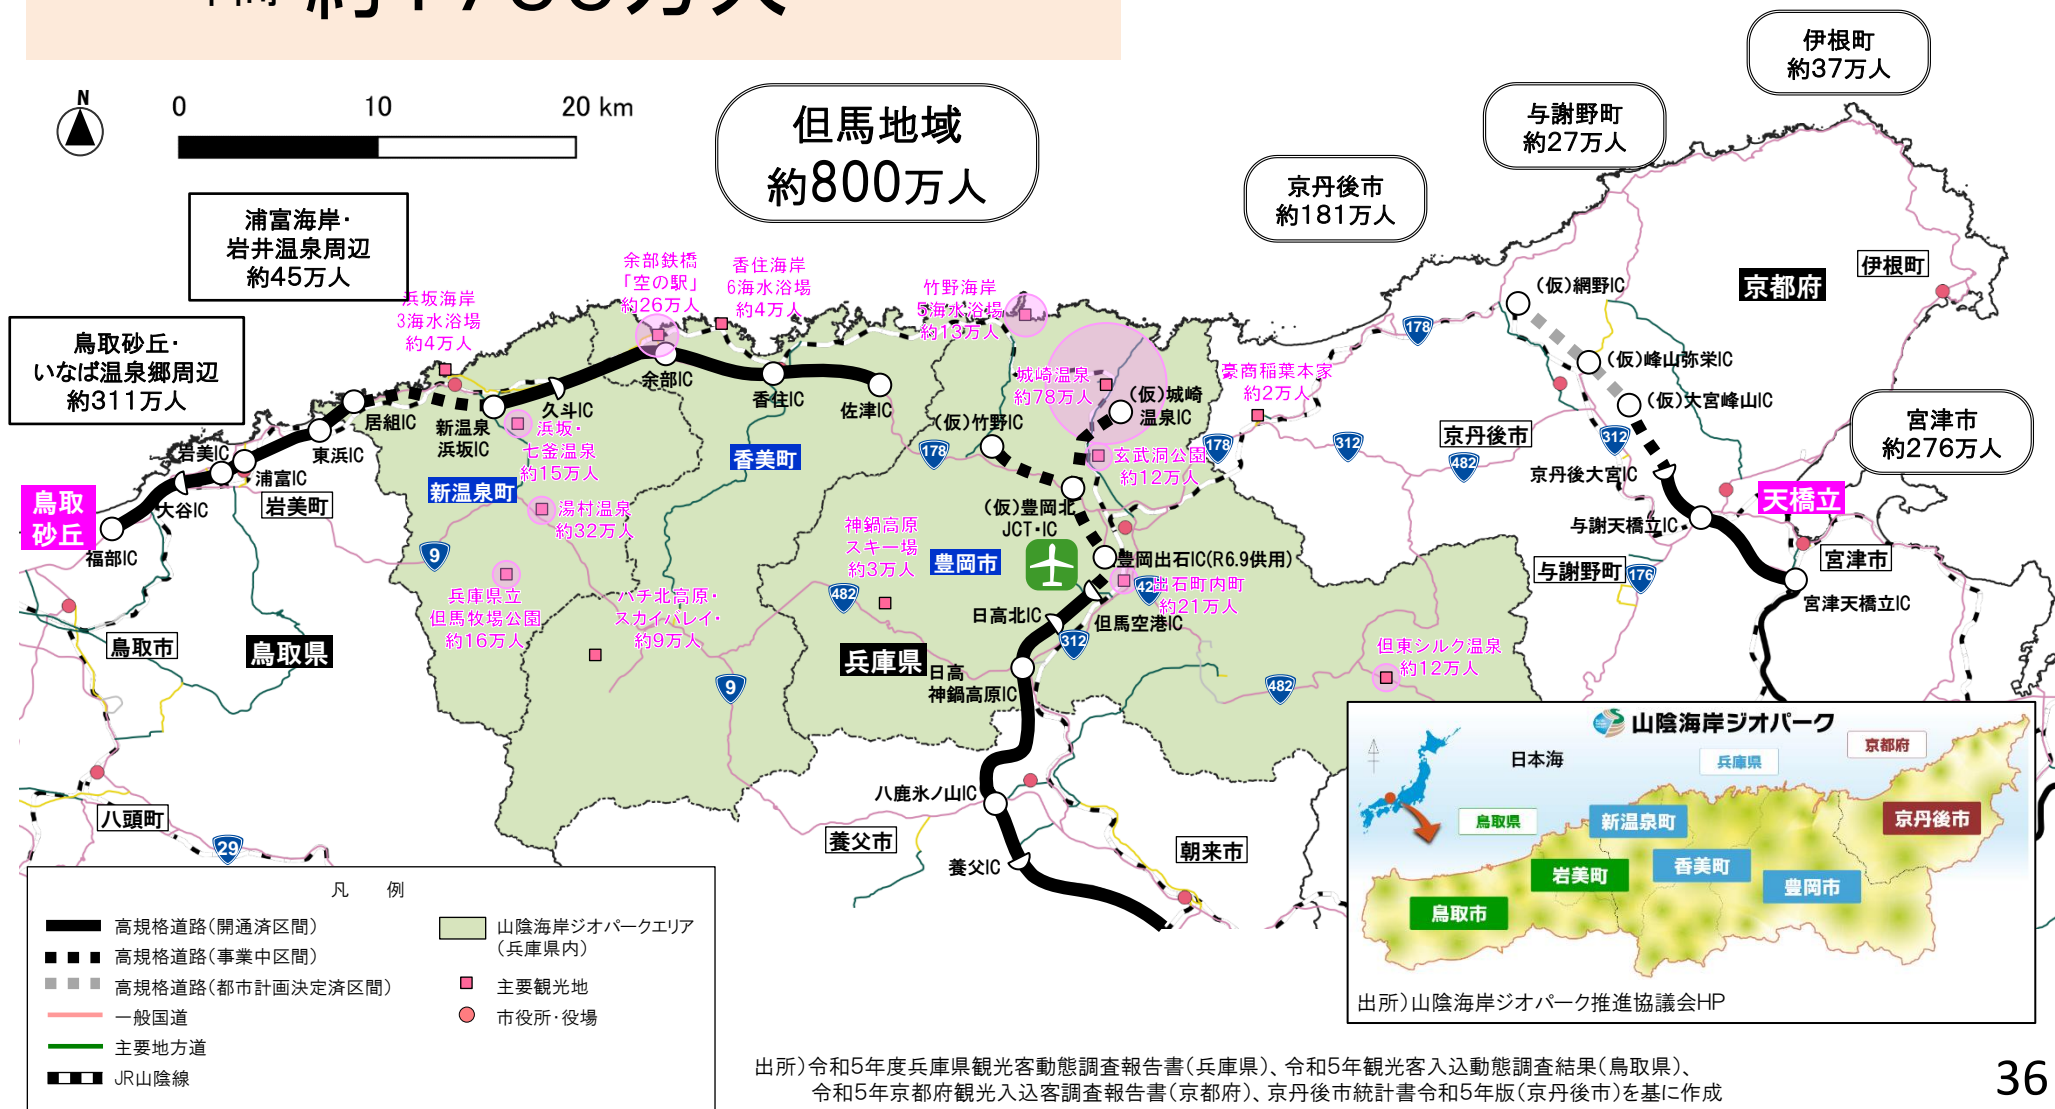 約1700万人
N
0 10 20 km
但馬地域
約800万人
伊根町
約37万人
与謝野町
約27万人
京丹後市
約181万人
宮津市
約276万人
浦富海岸・
岩井温泉周辺
約45万人
鳥取砂丘・
いなば温泉郷周辺
約311万人
浜坂海岸
3海水浴場
約4万人
余部鉄橋
「空の駅」
約26万人
香住海岸
6海水浴場
約4万人
竹野海岸
5海水浴場
約13万人
城崎温泉
約78万人
豪商稲葉本家
約2万人
玄武洞公園
約12万人
浜坂・
七釜温泉
約15万人
湯村温泉
約32万人
兵庫県立
但馬牧場公園
約16万人
ハチ北高原・
スカイバレイ・
約9万人
神鍋高原
スキー場
約3万人
出石町内町
約21万人
但東シルク温泉
約12万人
鳥取
砂丘
天橋立
福部IC
大谷IC
岩美IC
浦富IC
東浜IC
居組IC
新温泉
浜坂IC
久斗IC
余部IC
香住IC
佐津IC
(仮)竹野IC
(仮)城崎
温泉IC
(仮)豊岡北
JCT・IC
豊岡出石IC(R6.9供用)
但馬空港IC
日高北IC
日高
神鍋高原IC
八鹿氷ノ山IC
養父IC
(仮)網野IC
(仮)峰山弥栄IC
(仮)大宮峰山IC
京丹後大宮IC
与謝天橋立IC
宮津天橋立IC
岩美町
新温泉町
香美町
豊岡市
鳥取市
鳥取県
兵庫県
京都府
伊根町
京丹後市
与謝野町
宮津市
八頭町
養父市
朝来市
9
9
29
178
178
178
312
312
312
482
482
482
176
42
山陰海岸ジオパーク
日本海
兵庫県
京都府
鳥取県
新温泉町
京丹後市
岩美町
香美町
豊岡市
鳥取市
出所)山陰海岸ジオパーク推進協議会HP
凡 例
高規格道路(開通済区間)
高規格道路(事業中区間)
高規格道路(都市計画決定済区間)
一般国道
主要地方道
JR山陰線
山陰海岸ジオパークエリア
(兵庫県内)
主要観光地
市役所・役場
出所)令和5年度兵庫県観光客動態調査報告書(兵庫県)、令和5年観光客入込動態調査結果(鳥取県)、
令和5年京都府観光入込客調査報告書(京都府)、京丹後市統計書令和5年版(京丹後市)を基に作成
36